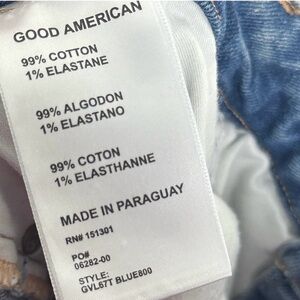 GOOD AMERICAN
99% COTTON
1% ELASTANE
99% ALGODON
1% ELASTANO
99% COTON
1% ELASTHANNE
MADE IN PARAGUAY
RN# 151301
PO#
06282-00
STYLE:
GVL67T BLUE800